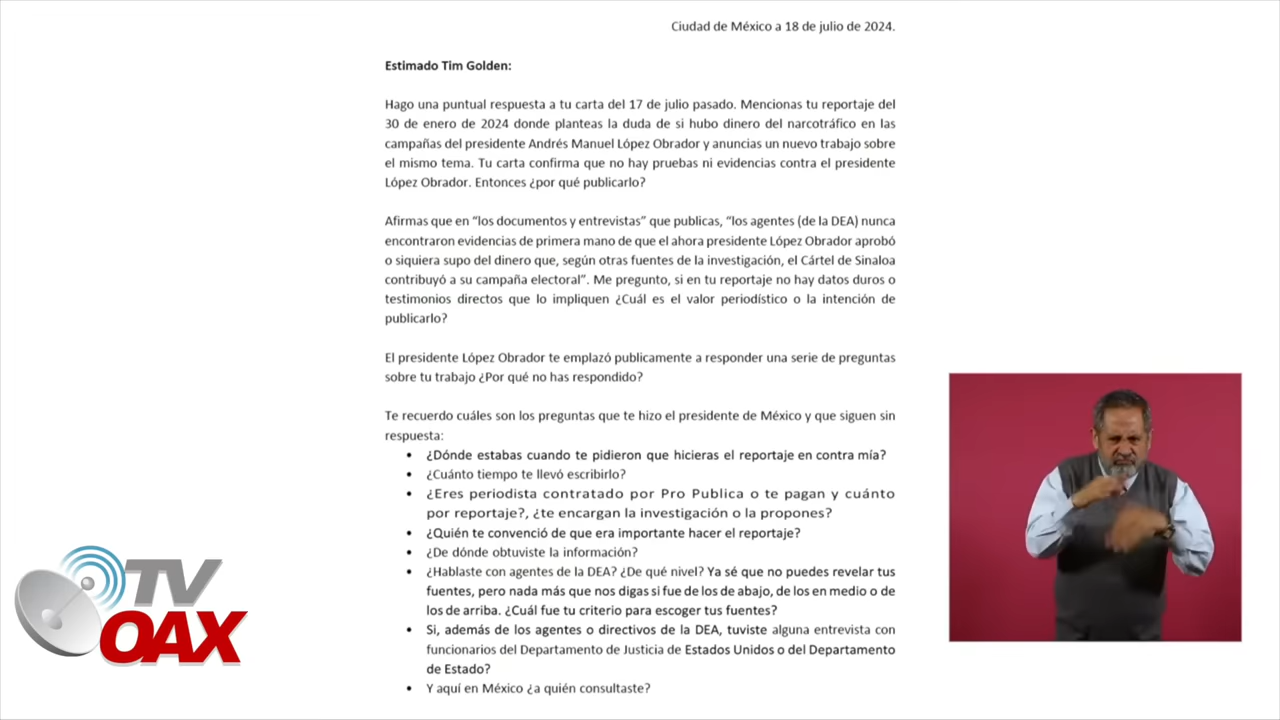 Ciudad de México a 18 de julio de 2024.
Estimado Tim Golden:
Hago una puntual respuesta a tu carta del 17 de julio pasado. Mencionas tu reportaje del
30 de enero de 2024 donde planteas la duda de si hubo dinero del narcotráfico en las
campañas del presidente Andrés Manuel López Obrador y anuncias un nuevo trabajo sobre
el mismo tema. Tu carta confirma que no hay pruebas ni evidencias contra el presidente
López Obrador. Entonces ¿por qué publicarlo?
Afirmas que en “los documentos y entrevistas” que publicas, “los agentes (de la DEA) nunca
encontraron evidencias de primera mano de que el ahora presidente López Obrador aprobó
o siquiera supo del dinero que, según otras fuentes de la investigación, el Cártel de Sinaloa
contribuyó a su campaña electoral”. Me pregunto, si en tu reportaje no hay datos duros o
testimonios directos que lo impliquen ¿Cuál es el valor periodístico o la intención de
publicarlo?
El presidente López Obrador te emplazó publicamente a responder una serie de preguntas
sobre tu trabajo ¿Por qué no has respondido?
Te recuerdo cuáles son los preguntas que te hizo el presidente de México y que siguen sin
respuesta:
• ¿Dónde estabas cuando te pidieron que hicieras el reportaje en contra mía?
• ¿Cuánto tiempo te llevó escribirlo?
• ¿Eres periodista contratado por Pro Publica o te pagan y cuánto
por reportaje?, ¿te encargan la investigación o la propones?
• ¿Quién te convenció de que era importante hacer el reportaje?
• ¿De dónde obtuviste la información?
• ¿Hablaste con agentes de la DEA? ¿De qué nivel? Ya sé que no puedes revelar tus
fuentes, pero nada más que nos digas si fue de los de abajo, de los en medio o de
los de arriba. ¿Cuál fue tu criterio para escoger tus fuentes?
• Si, además de los agentes o directivos de la DEA, tuviste alguna entrevista con
funcionarios del Departamento de Justicia de Estados Unidos o del Departamento
de Estado?
• Y aquí en México ¿a quién consultaste?
TV
OAX